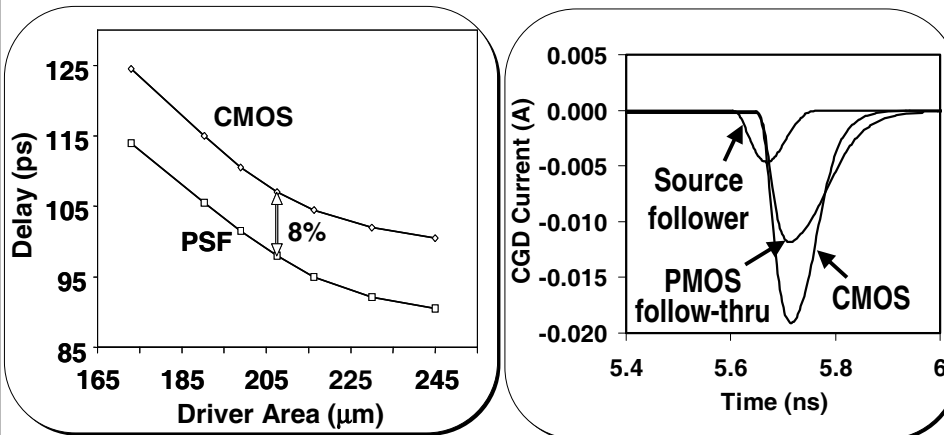 125
115
105
95
85
165
185
205
225
245
Delay (ps)
Driver Area (µm)
CMOS
PSF
8%
0.005
0.000
-0.005
-0.010
-0.015
-0.020
5.4
5.6
5.8
6
CGD Current (A)
Time (ns)
Source
follower
PMOS
follow-thru
CMOS